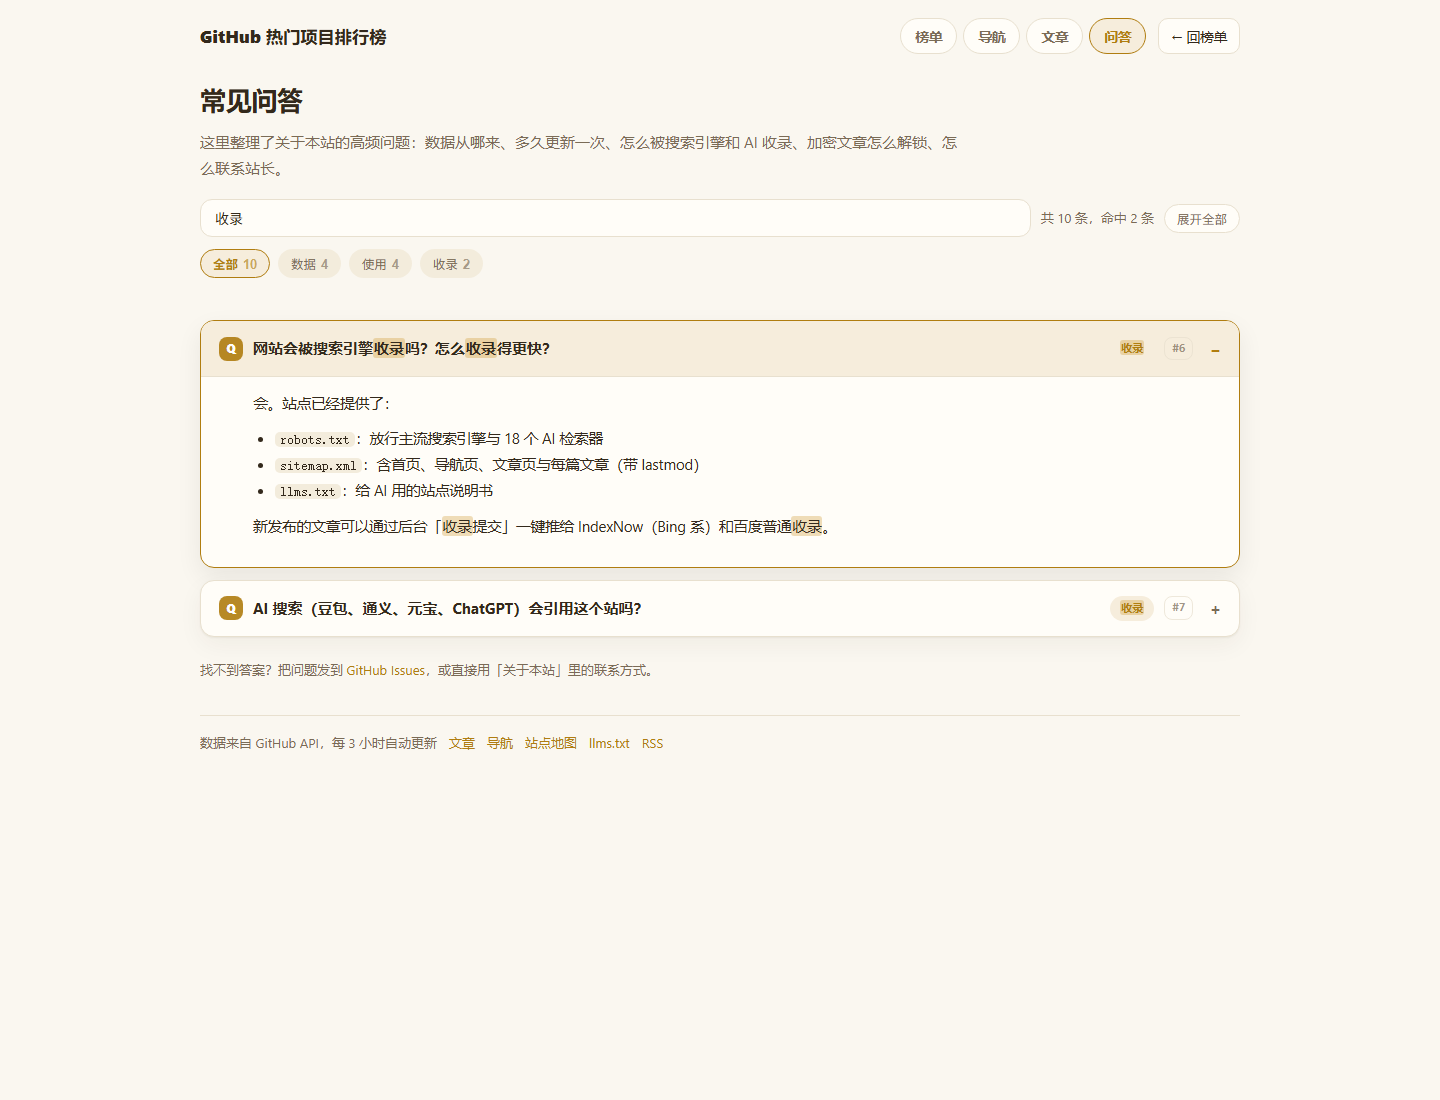 GitHub 热门项目排行榜
榜单 导航 文章 问答 ← 回榜单
常见问答
这里整理了关于本站的高频问题：数据从哪来、多久更新一次、怎么被搜索引擎和 AI 收录、加密文章怎么解锁、怎
么联系站长。
收录 共 10 条，命中 2 条 展开全部
全部 10 数据 4 使用 4 收录 2
Q 网站会被搜索引擎收录吗？怎么收录得更快？ 收录 #6 −
会。站点已经提供了：
• robots.txt ：放行主流搜索引擎与 18 个 AI 检索器
• sitemap.xml ：含首页、导航页、文章页与每篇文章（带 lastmod）
• llms.txt ：给 AI 用的站点说明书
新发布的文章可以通过后台「收录提交」一键推给 IndexNow（Bing 系）和百度普通收录。
Q AI 搜索（豆包、通义、元宝、ChatGPT）会引用这个站吗？ 收录 #7 +
找不到答案？把问题发到 GitHub Issues，或直接用「关于本站」里的联系方式。
数据来自 GitHub API，每 3 小时自动更新 文章 导航 站点地图 llms.txt RSS